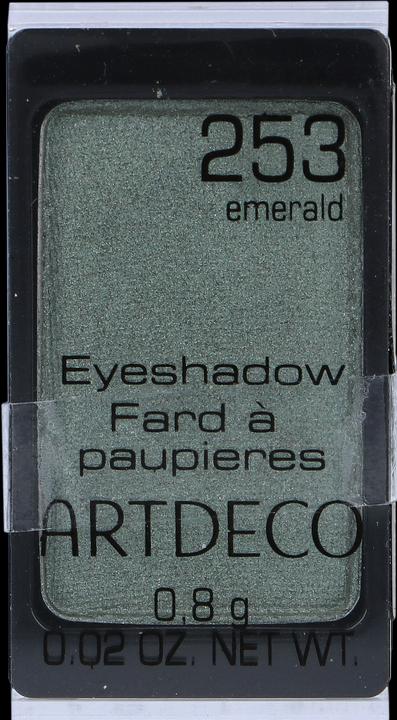 253
emerald
Eyeshadow
Fard à
paupieres
ARTDECO
0,8 g
0.02 OZ. NET WT.